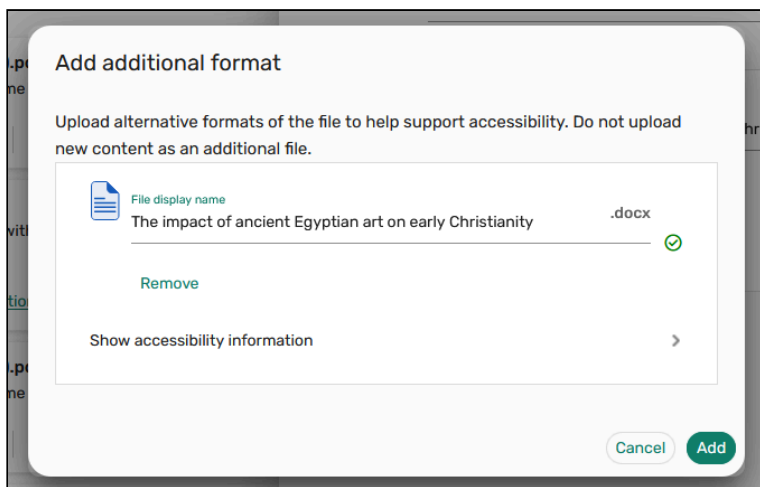 Add additional format
Upload alternative formats of the file to help support accessibility. Do not upload
new content as an additional file.
File display name
The impact of ancient Egyptian art on early Christianity
.docx
Remove
Show accessibility information
Cancel
Add